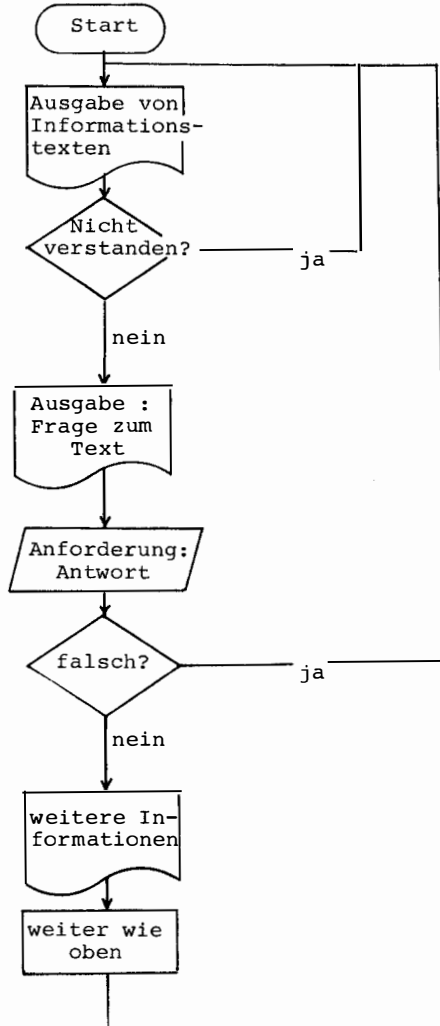 Start
Ausgabe von
Informations-
texten
Nicht
verstanden?
ja
nein
Ausgabe :
Frage zum
Text
Anforderung:
Antwort
falsch?
ja
nein
weitere In-
formationen
weiter wie
oben